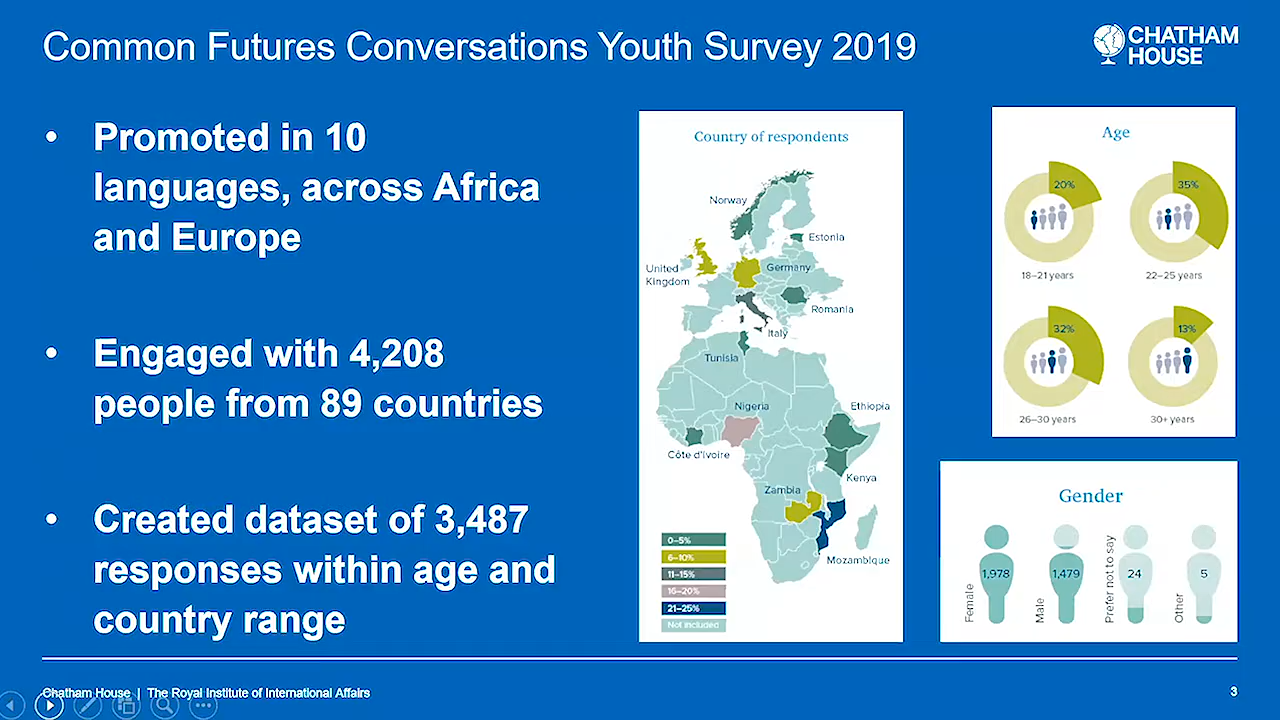 Common Futures Conversations Youth Survey 2019
CHATHAM
HOUSE
• Promoted in 10
languages, across Africa
and Europe
• Engaged with 4,208
people from 89 countries
• Created dataset of 3,487
responses within age and
country range
Country of respondents
Norway
Estonia
United
Kingdom
Germany
Romania
Italy
Tunisia
Nigeria
Ethiopia
Côte d'Ivoire
Kenya
Zambia
Mozambique
0–5%
6–10%
11–15%
16–20%
21–25%
Not included
Age
20%
35%
18–21 years
22–25 years
32%
13%
26–30 years
30+ years
Gender
Female
1,978
Male
1,479
Prefer not to say
24
Other
5
Chatham House | The Royal Institute of International Affairs
3